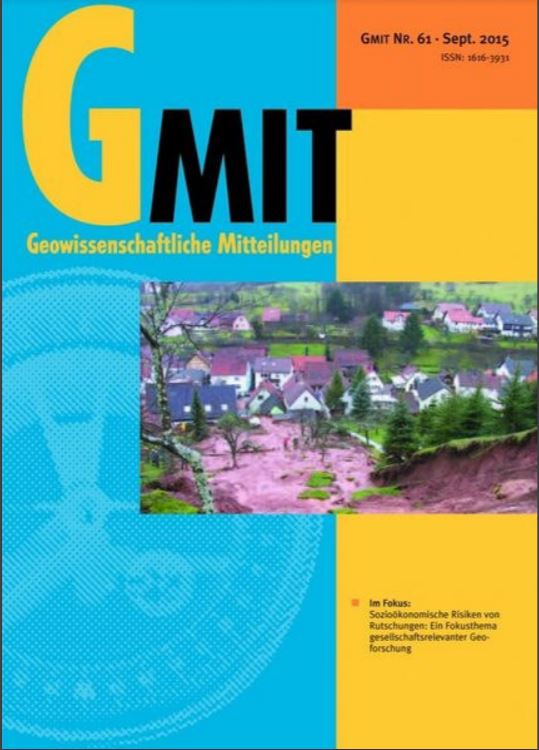 GMIT NR. 61 · Sept. 2015
ISSN: 1616-3931
GMIT
Geowissenschaftliche Mitteilungen
Im Fokus:
Sozioökonomische Risiken von
Rutschungen: Ein Fokusthema
gesellschaftsrelevanter Geo-
forschung